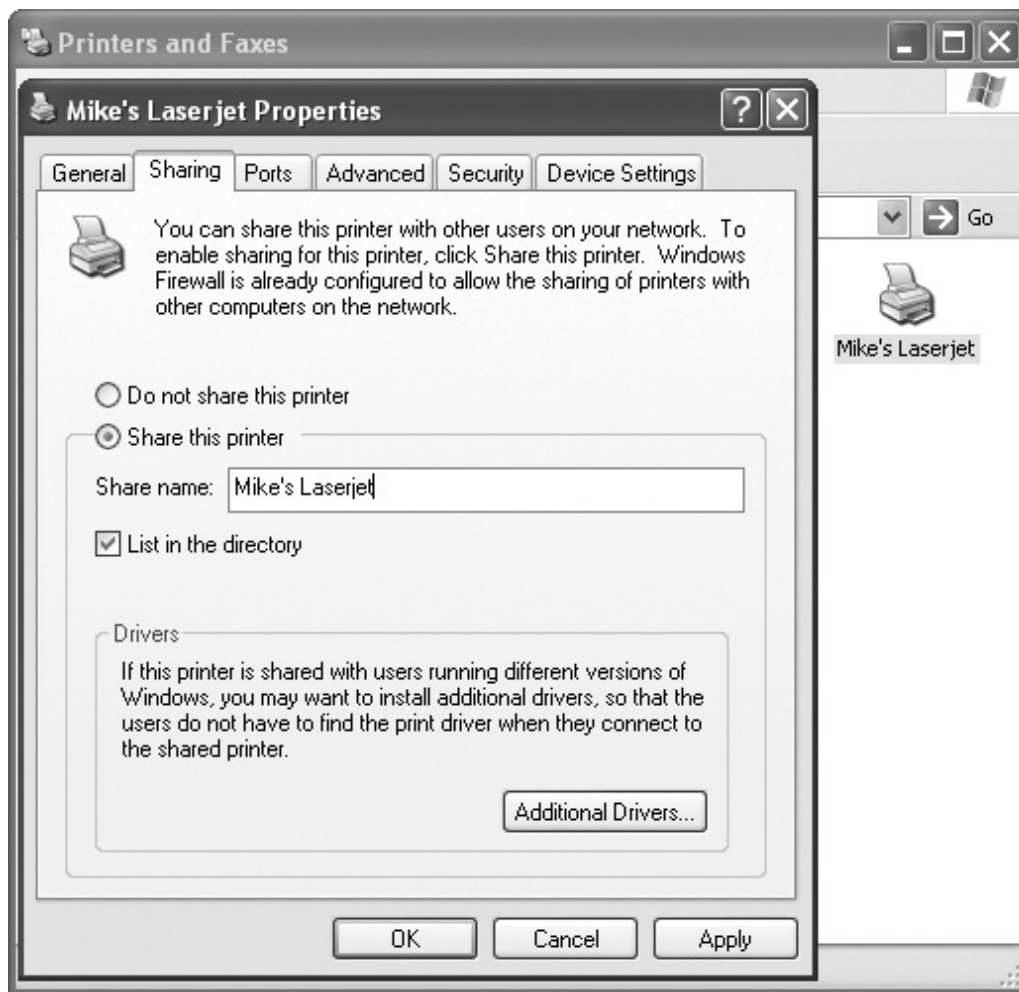 Printers and Faxes
Mike's Laserjet Properties
General Sharing Ports Advanced Security Device Settings
You can share this printer with other users on your network. To
enable sharing for this printer, click Share this printer. Windows
Firewall is already configured to allow the sharing of printers with
other computers on the network.
Go
Mike's Laserjet
Do not share this printer
Share this printer
Share name: Mike's Laserjet
List in the directory
Drivers
If this printer is shared with users running different versions of
Windows, you may want to install additional drivers, so that the
users do not have to find the print driver when they connect to
the shared printer.
Additional Drivers...
OK Cancel Apply